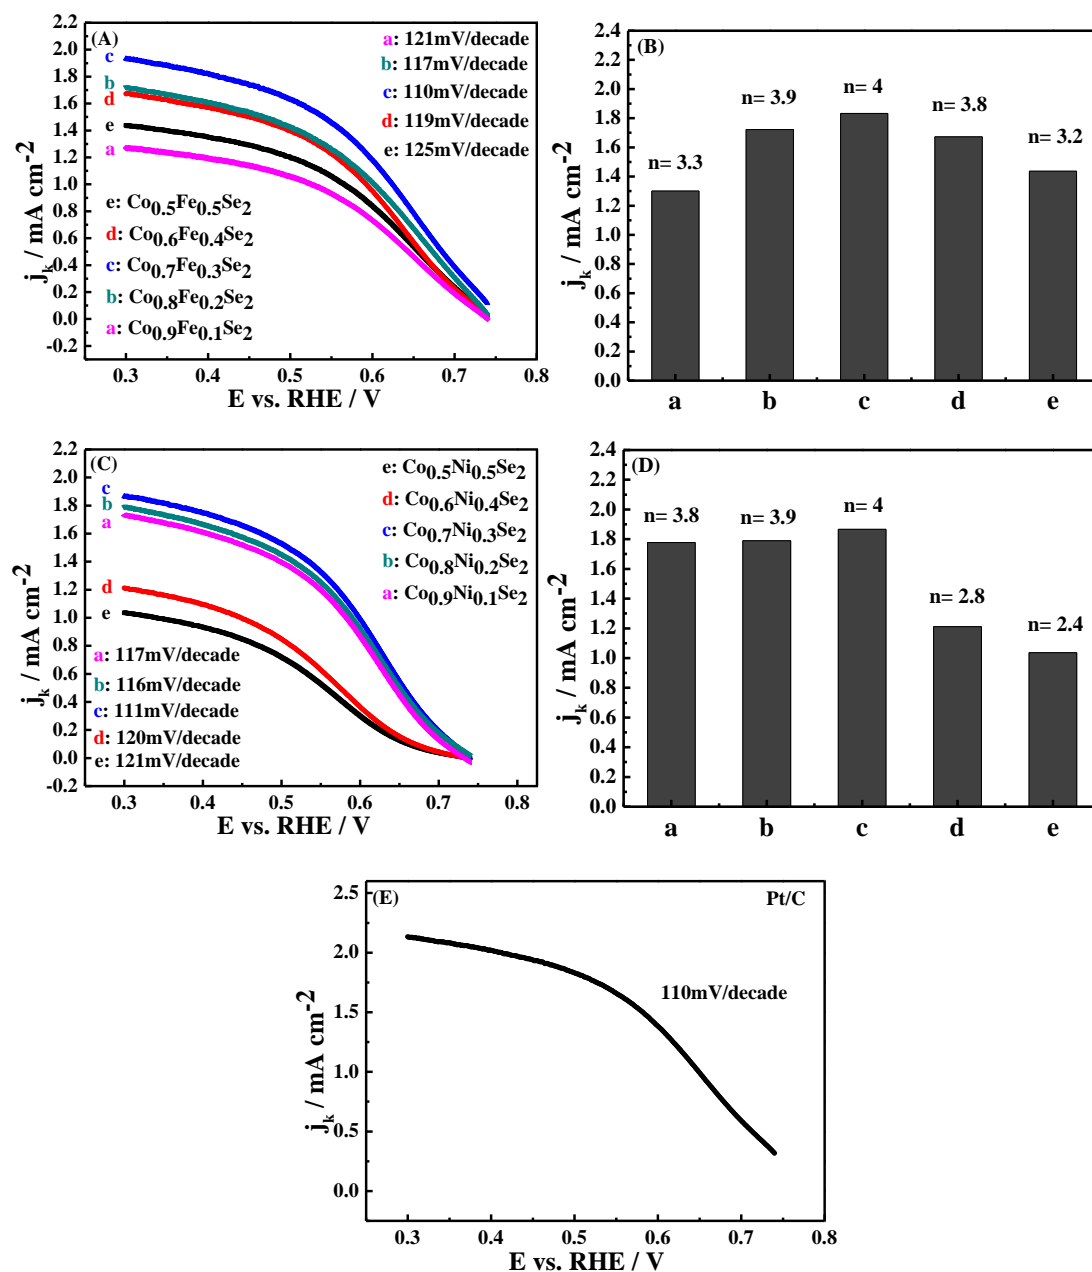 (A)
a: 121mV/decade
b: 117mV/decade
c: 110mV/decade
d: 119mV/decade
e: 125mV/decade
c
b
d
e
a
e: Co0.5Fe0.5Se2
d: Co0.6Fe0.4Se2
c: Co0.7Fe0.3Se2
b: Co0.8Fe0.2Se2
a: Co0.9Fe0.1Se2
2.2
2.0
1.8
1.6
1.4
1.2
1.0
0.8
0.6
0.4
0.2
0.0
-0.2
jk / mA cm-2
0.3 0.4 0.5 0.6 0.7 0.8
E vs. RHE / V
(B)
n= 3.3
n= 3.9
n= 4
n= 3.8
n= 3.2
2.4
2.2
2.0
1.8
1.6
1.4
1.2
1.0
0.8
0.6
0.4
0.2
0.0
jk / mA cm-2
a b c d e
(C)
e: Co0.5Ni0.5Se2
d: Co0.6Ni0.4Se2
c: Co0.7Ni0.3Se2
b: Co0.8Ni0.2Se2
a: Co0.9Ni0.1Se2
c
b
a
d
e
a: 117mV/decade
b: 116mV/decade
c: 111mV/decade
d: 120mV/decade
e: 121mV/decade
2.2
2.0
1.8
1.6
1.4
1.2
1.0
0.8
0.6
0.4
0.2
0.0
-0.2
jk / mA cm-2
0.3 0.4 0.5 0.6 0.7 0.8
E vs. RHE / V
(D)
n= 3.8
n= 3.9
n= 4
n= 2.8
n= 2.4
2.4
2.2
2.0
1.8
1.6
1.4
1.2
1.0
0.8
0.6
0.4
0.2
0.0
jk / mA cm-2
a b c d e
(E)
Pt/C
110mV/decade
2.5
2.0
1.5
1.0
0.5
0.0
jk / mA cm-2
0.3 0.4 0.5 0.6 0.7 0.8
E vs. RHE / V